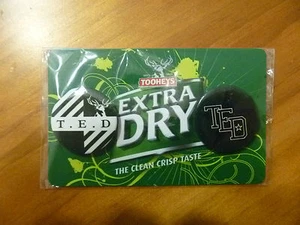 TOOHEYS
EXTRA
DRY
T.E.D
TED
THE CLEAN CRISP TASTE